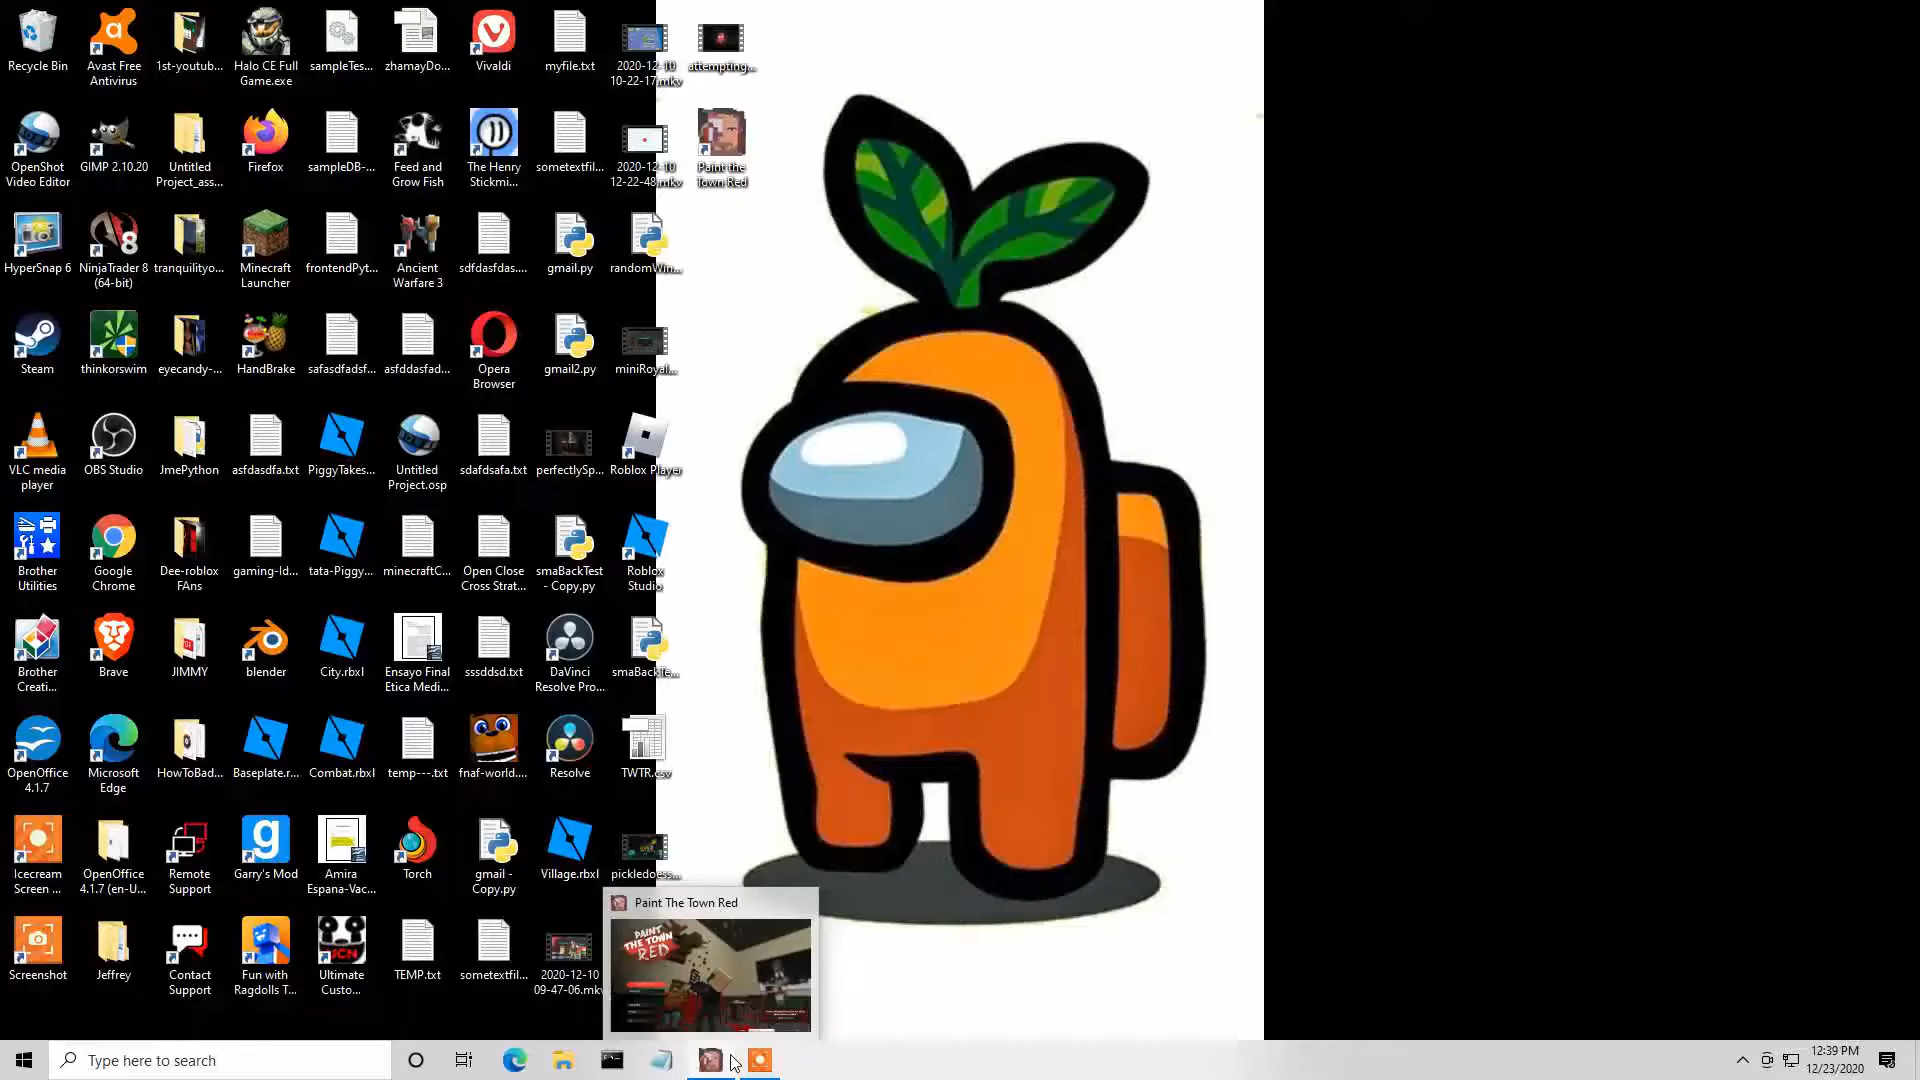 Recycle Bin
Avast Free
Antivirus
1st-youtub...
Halo CE Full
Game.exe
sampleTes...
zhamayDo...
Vivaldi
myfile.txt
2020-12-10
10-22-17.mkv
attempting...
OpenShot
Video Editor
GIMP 2.10.20
Untitled
Project_ass...
Firefox
sampleDB-...
Feed and
Grow Fish
The Henry
Stickmi...
sometextfil...
2020-12-10
12-22-48.mkv
Paint the
Town Red
HyperSnap 6
NinjaTrader 8
(64-bit)
tranquilityo...
Minecraft
Launcher
frontendPyt...
Ancient
Warfare 3
sdfdasfdas....
gmail.py
randomWin...
Steam
thinkorswim
eyecandy-...
HandBrake
safasdfadsf...
asfddasfad...
Opera
Browser
gmail2.py
miniRoyal...
VLC media
player
OBS Studio
JmePython
asfdasdfa.txt
PiggyTakes...
Untitled
Project.osp
sdafdsafa.txt
perfectlySp...
Roblox Player
Brother
Utilities
Google
Chrome
Dee-roblox
FAns
gaming-Id...
tata-Piggy...
minecraftC...
Open Close
Cross Strat...
smaBackTest
- Copy.py
Roblox
Studio
Brother
Creati...
Brave
JIMMY
blender
City.rbxl
Ensayo Final
Etica Medi...
sssddsd.txt
DaVinci
Resolve Pro...
smaBackTe...
OpenOffice
4.1.7
Microsoft
Edge
HowToBad...
Baseplate.r...
Combat.rbxl
temp---.txt
fnaf-world....
Resolve
TWTR.csv
Icecream
Screen ...
OpenOffice
4.1.7 (en-U...
Remote
Support
Garry's Mod
Amira
Espana-Vac...
Torch
gmail -
Copy.py
Village.rbxl
pickledoess...
Screenshot
Jeffrey
Contact
Support
Fun with
Ragdolls T...
Ultimate
Custo...
TEMP.txt
sometextfil...
2020-12-10
09-47-06.mkv
Paint The Town Red
PAINT
THE TOWN
RED
Type here to search
12:39 PM
12/23/2020